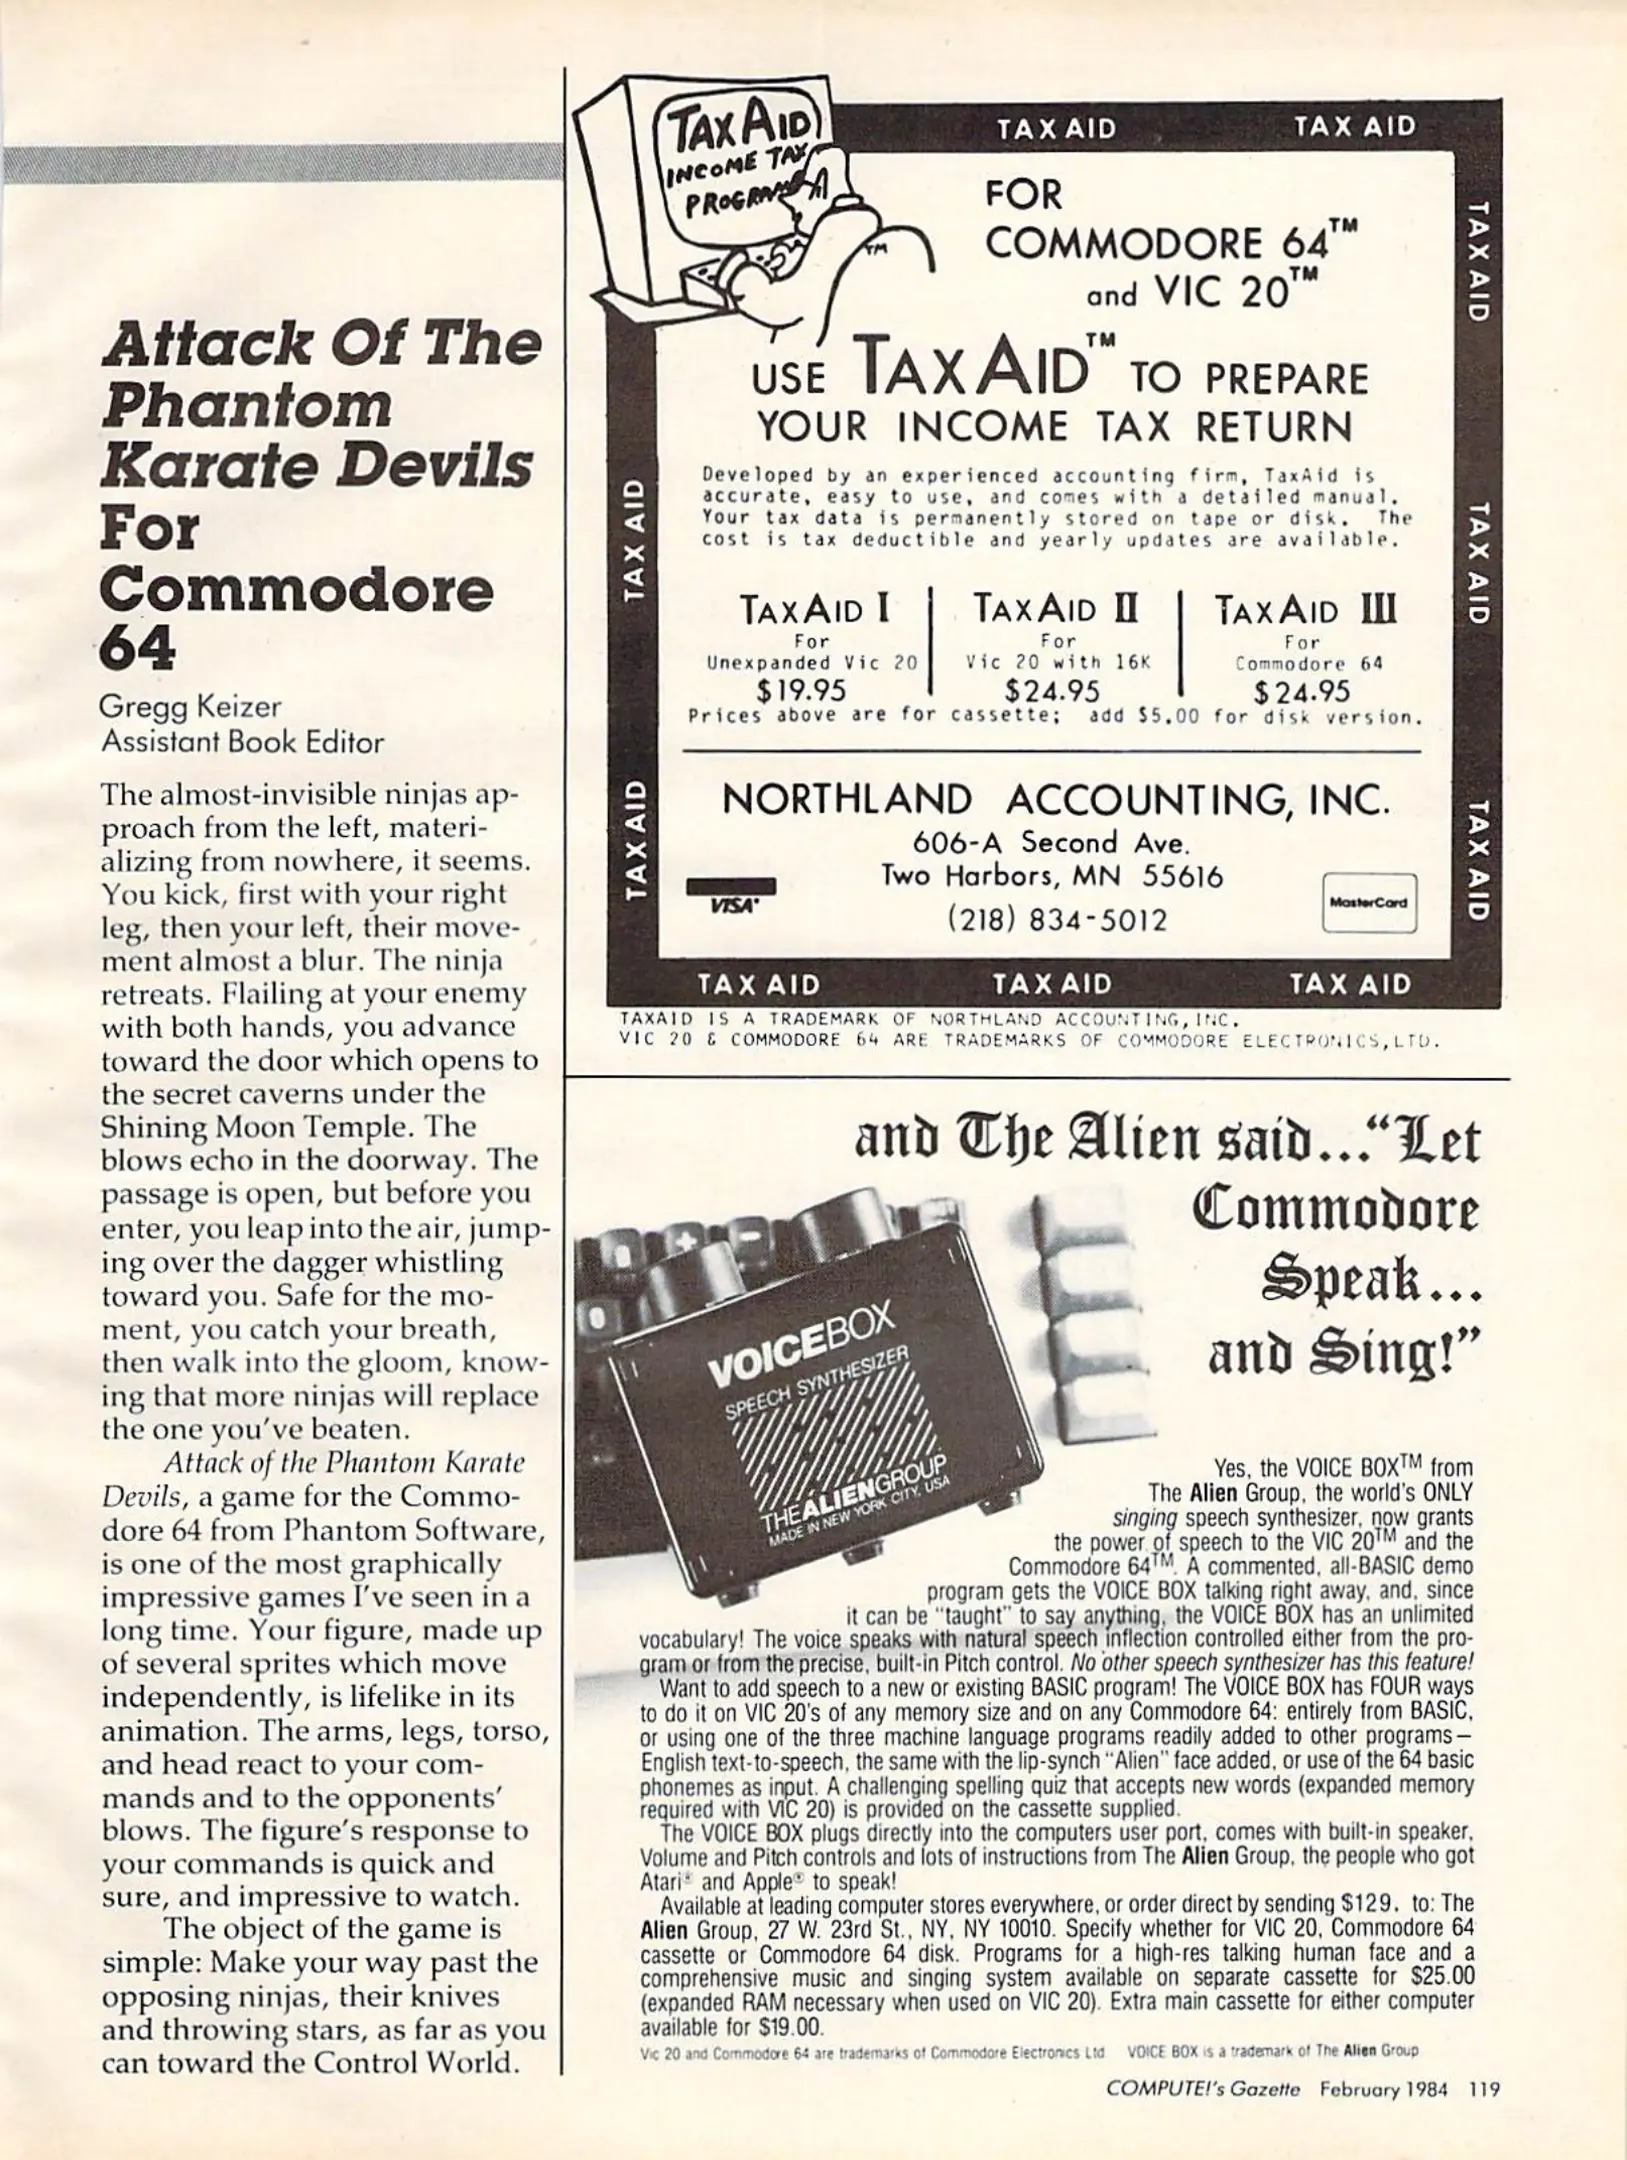 Attack Of The
Phantom
Karate Devils
For
Commodore
64
Gregg Keizer
Assistant Book Editor
The almost-invisible ninjas ap-
proach from the left, materi-
alizing from nowhere, it seems.
You kick, first with your right
leg, then your left, their move-
ment almost a blur. The ninja
retreats. Flailing at your enemy
with both hands, you advance
toward the door which opens to
the secret caverns under the
Shining Moon Temple. The
blows echo in the doorway. The
passage is open, but before you
enter, you leap into the air, jump-
ing over the dagger whistling
toward you. Safe for the mo-
ment, you catch your breath,
then walk into the gloom, know-
ing that more ninjas will replace
the one you've beaten.
Attack of the Phantom Karate
Devils, a game for the Commo-
dore 64 from Phantom Software,
is one of the most graphically
impressive games I've seen in a
long time. Your figure, made up
of several sprites which move
independently, is lifelike in its
animation. The arms, legs, torso,
and head react to your com-
mands and to the opponents'
blows. The figure's response to
your commands is quick and
sure, and impressive to watch.
The object of the game is
simple: Make your way past the
opposing ninjas, their knives
and throwing stars, as far as you
can toward the Control World.
TAX AID
INCOME TAX
PROGRAM
TM
TAX AID TAX AID
TAX AID
TAX AID
TAX AID
TAX AID
TAX AID
FOR
COMMODORE 64™
and VIC 20™
USE TAXAID™ TO PREPARE
YOUR INCOME TAX RETURN
Developed by an experienced accounting firm, TaxAid is
accurate, easy to use, and comes with a detailed manual.
Your tax data is permanently stored on tape or disk. The
cost is tax deductible and yearly updates are available.
TAXAID I
For
Unexpanded Vic 20
$19.95
TAXAID II
For
Vic 20 with 16K
$24.95
TAXAID III
For
Commodore 64
$24.95
Prices above are for cassette; add $5.00 for disk version.
NORTHLAND ACCOUNTING, INC.
606-A Second Ave.
Two Harbors, MN 55616
(218) 834-5012
VISA
MasterCard
TAX AID TAX AID TAX AID
TAXAID IS A TRADEMARK OF NORTHLAND ACCOUNTING, INC.
VIC 20 & COMMODORE 64 ARE TRADEMARKS OF COMMODORE ELECTRONICS, LTD.
and The Alien said..."Let
Commodore
Speak...
and Sing!"
VOICEBOX
SPEECH SYNTHESIZER
THEALIENGROUP
MADE IN NEW YORK CITY, USA
Yes, the VOICE BOX™ from
The Alien Group, the world's ONLY
singing speech synthesizer, now grants
the power of speech to the VIC 20™ and the
Commodore 64™. A commented, all-BASIC demo
program gets the VOICE BOX talking right away, and, since
it can be "taught" to say anything, the VOICE BOX has an unlimited
vocabulary! The voice speaks with natural speech inflection controlled either from the pro-
gram or from the precise, built-in Pitch control. No other speech synthesizer has this feature!
Want to add speech to a new or existing BASIC program! The VOICE BOX has FOUR ways
to do it on VIC 20's of any memory size and on any Commodore 64: entirely from BASIC,
or using one of the three machine language programs readily added to other programs—
English text-to-speech, the same with the lip-synch "Alien" face added, or use of the 64 basic
phonemes as input. A challenging spelling quiz that accepts new words (expanded memory
required with VIC 20) is provided on the cassette supplied.
The VOICE BOX plugs directly into the computers user port, comes with built-in speaker,
Volume and Pitch controls and lots of instructions from The Alien Group, the people who got
Atari® and Apple® to speak!
Available at leading computer stores everywhere, or order direct by sending $129. to: The
Alien Group, 27 W. 23rd St., NY, NY 10010. Specify whether for VIC 20, Commodore 64
cassette or Commodore 64 disk. Programs for a high-res talking human face and a
comprehensive music and singing system available on separate cassette for $25.00
(expanded RAM necessary when used on VIC 20). Extra main cassette for either computer
available for $19.00.
Vic 20 and Commodore 64 are trademarks of Commodore Electronics Ltd VOICE BOX is a trademark of The Alien Group
COMPUTE!'s Gazette February 1984 119